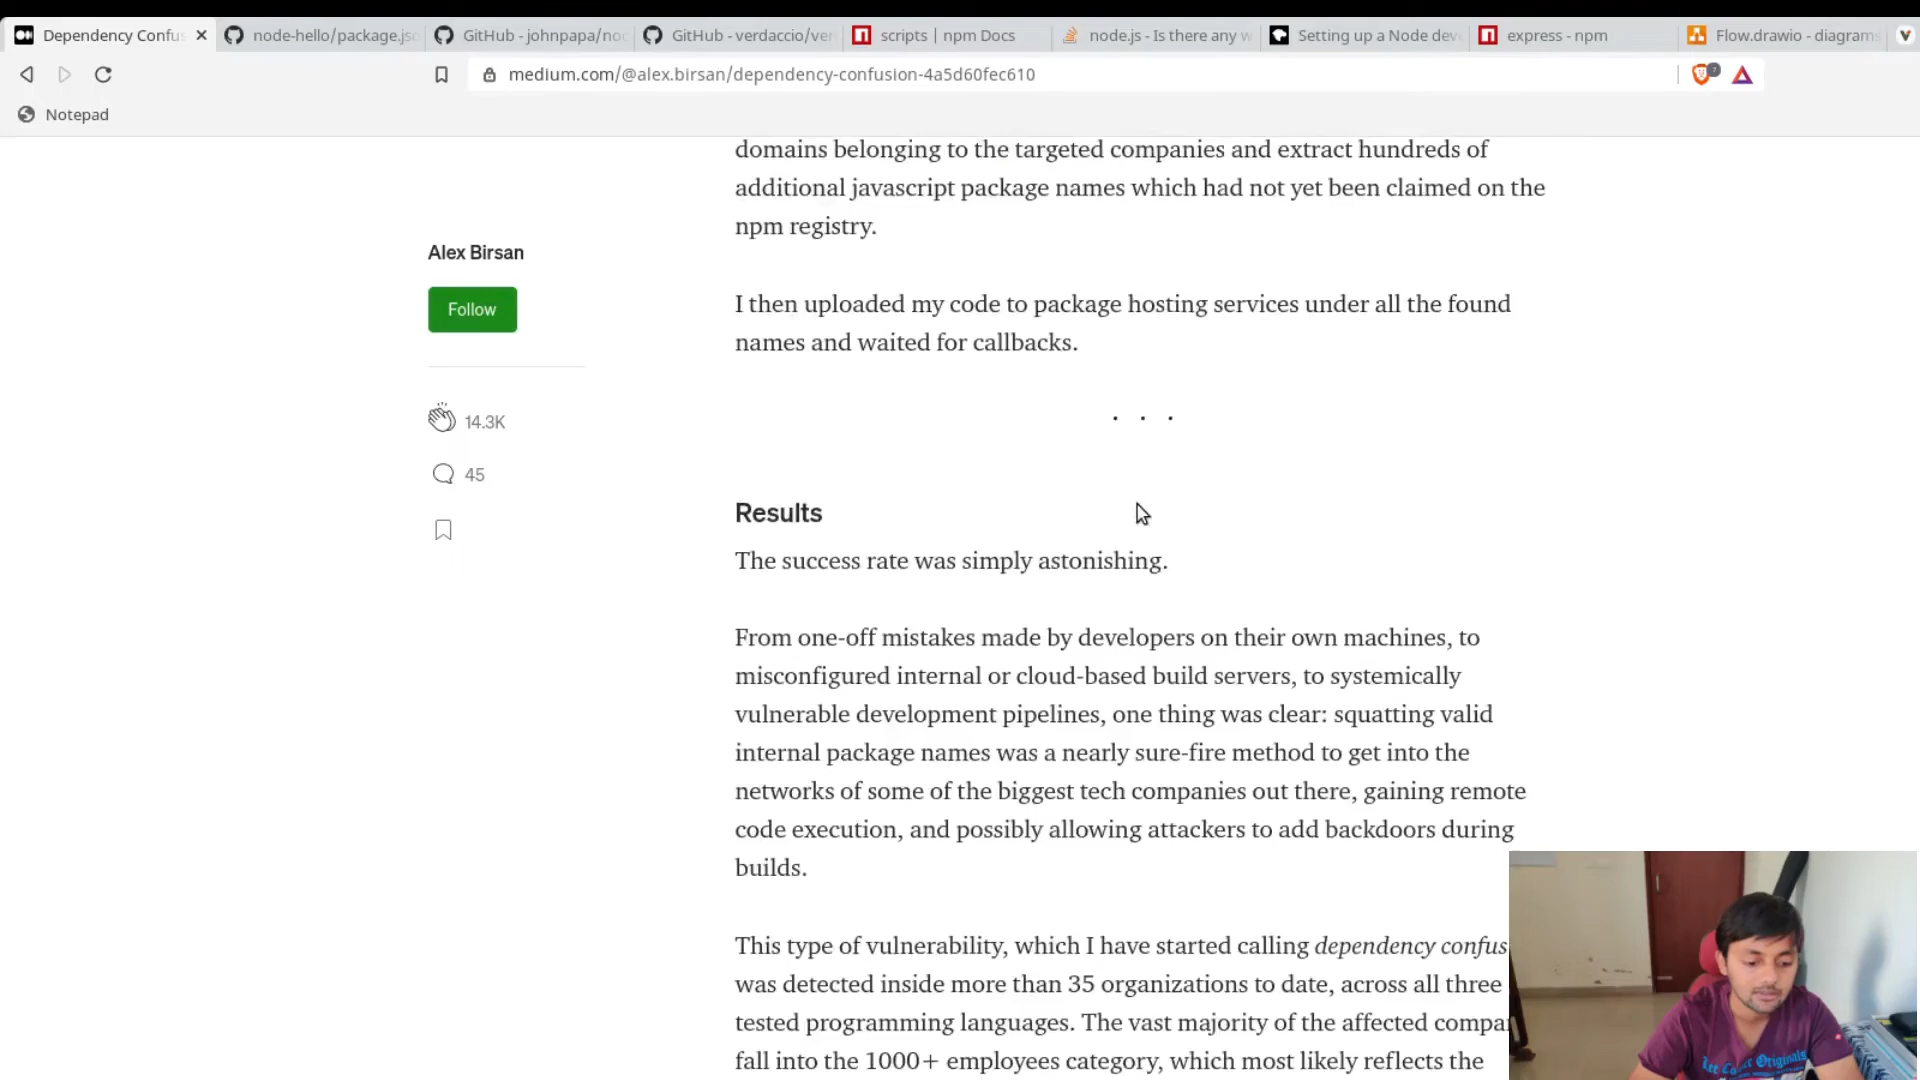 Dependency Confus
node-hello/package.jso
GitHub - johnpapa/noc
GitHub - verdaccio/ver
scripts | npm Docs
node.js - Is there any w
Setting up a Node dev
express - npm
Flow.drawio - diagrams
medium.com/@alex.birsan/dependency-confusion-4a5d60fec610
Notepad
domains belonging to the targeted companies and extract hundreds of
additional javascript package names which had not yet been claimed on the
npm registry.
Alex Birsan
Follow
14.3K
45
I then uploaded my code to package hosting services under all the found
names and waited for callbacks.
. . .
Results
The success rate was simply astonishing.
From one-off mistakes made by developers on their own machines, to
misconfigured internal or cloud-based build servers, to systemically
vulnerable development pipelines, one thing was clear: squatting valid
internal package names was a nearly sure-fire method to get into the
networks of some of the biggest tech companies out there, gaining remote
code execution, and possibly allowing attackers to add backdoors during
builds.
This type of vulnerability, which I have started calling dependency confus
was detected inside more than 35 organizations to date, across all three
tested programming languages. The vast majority of the affected compa
fall into the 1000+ employees category, which most likely reflects the
Originals